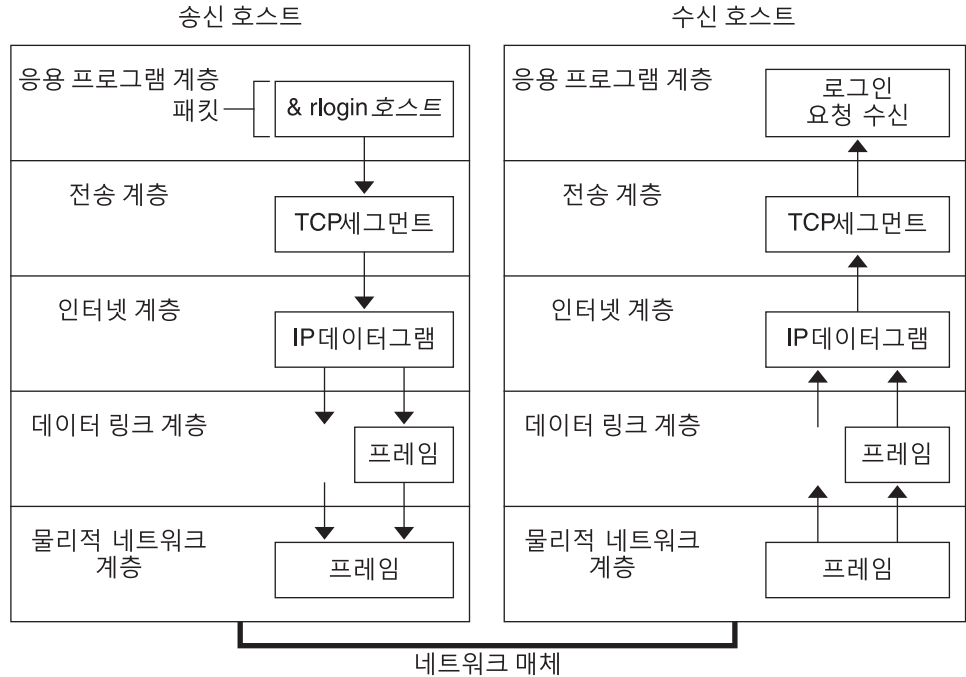 송신 호스트
응용 프로그램 계층
패킷
& rlogin 호스트
전송 계층
TCP세그먼트
인터넷 계층
IP데이터그램
데이터 링크 계층
프레임
물리적 네트워크
계층
프레임
수신 호스트
응용 프로그램 계층
로그인
요청 수신
전송 계층
TCP세그먼트
인터넷 계층
IP데이터그램
데이터 링크 계층
프레임
물리적 네트워크
계층
프레임
네트워크 매체